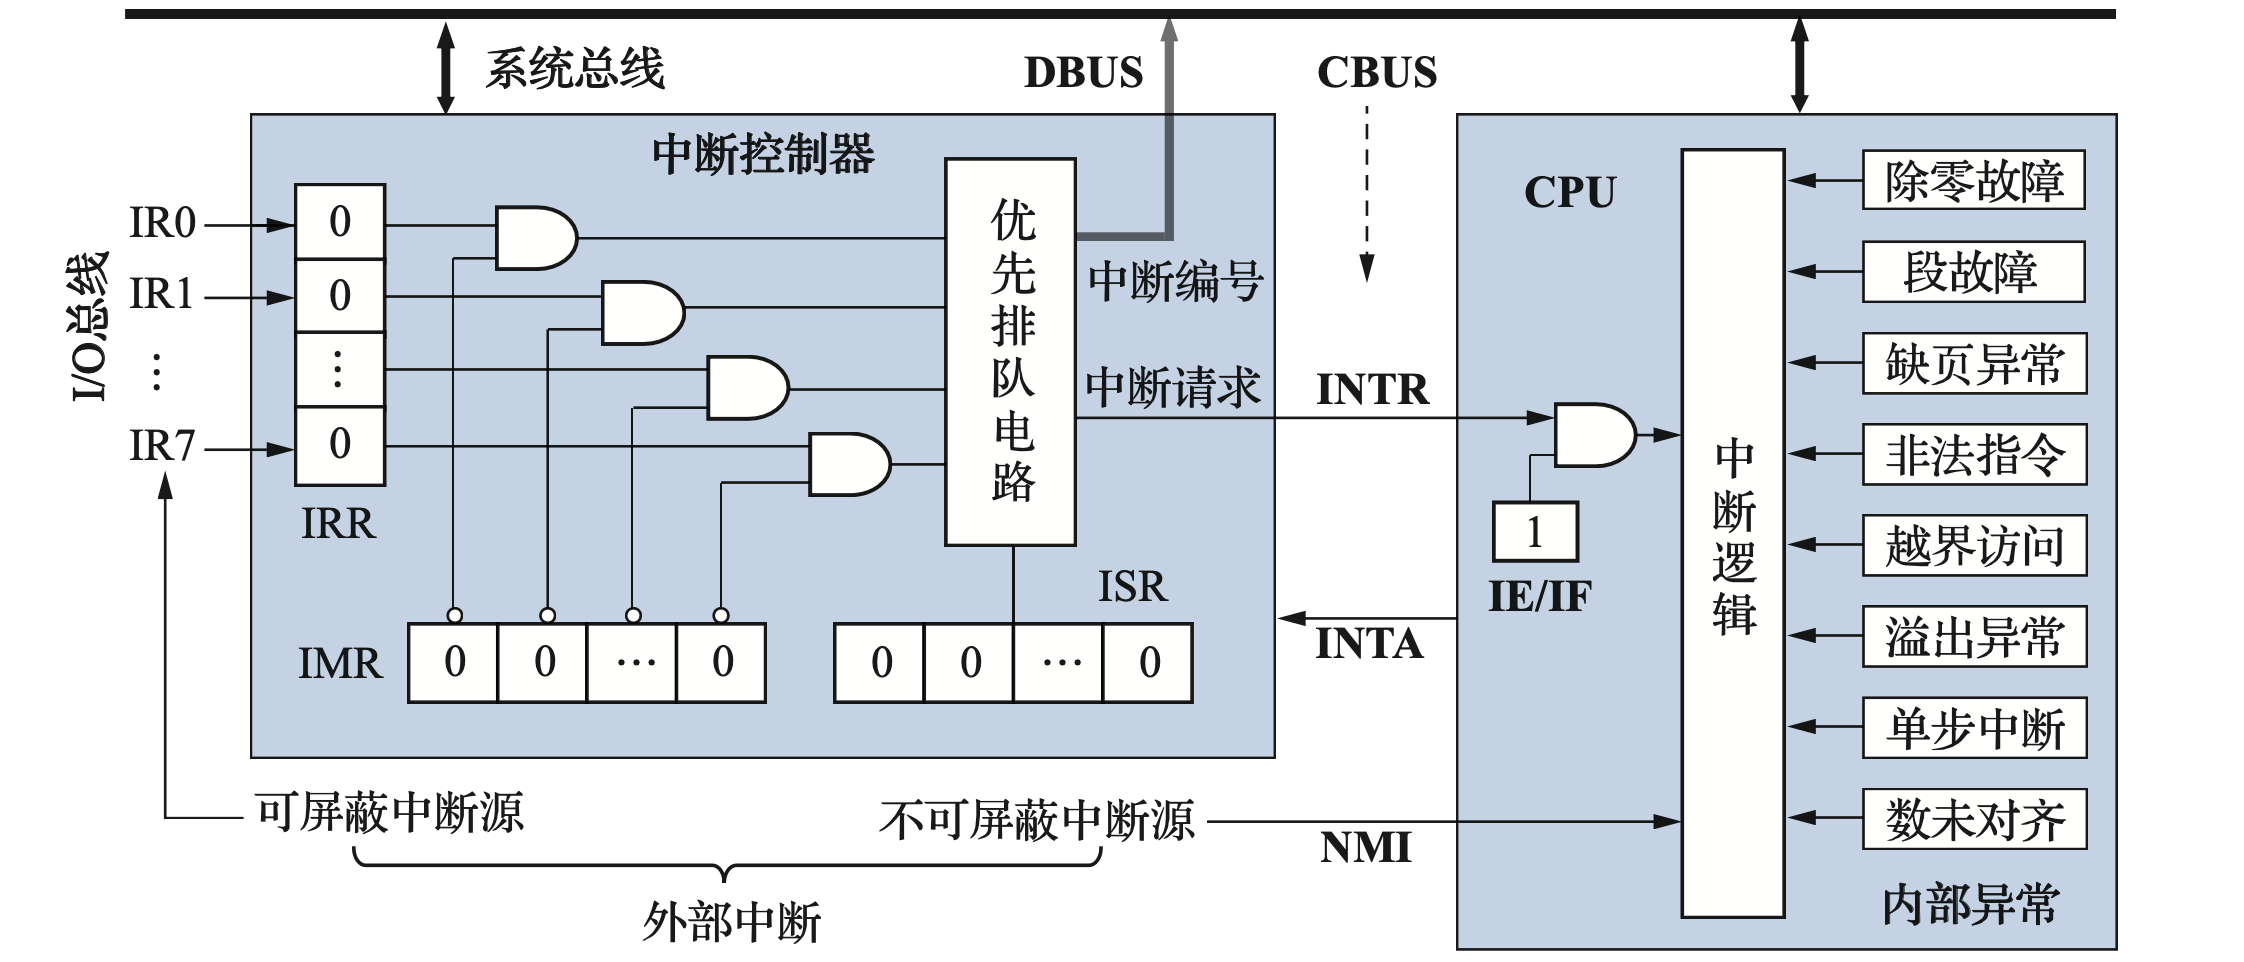 系统总线
DBUS
CBUS
中断控制器
CPU
I/O总线
IR0
IR1
⋮
IR7
0
0
⋮
0
IRR
优先排队电路
中断编号
中断请求
INTR
1
IE/IF
INTA
ISR
IMR
0 0 ⋯ 0
0 0 ⋯ 0
中断逻辑
除零故障
段故障
缺页异常
非法指令
越界访问
溢出异常
单步中断
数未对齐
内部异常
可屏蔽中断源
不可屏蔽中断源
NMI
外部中断